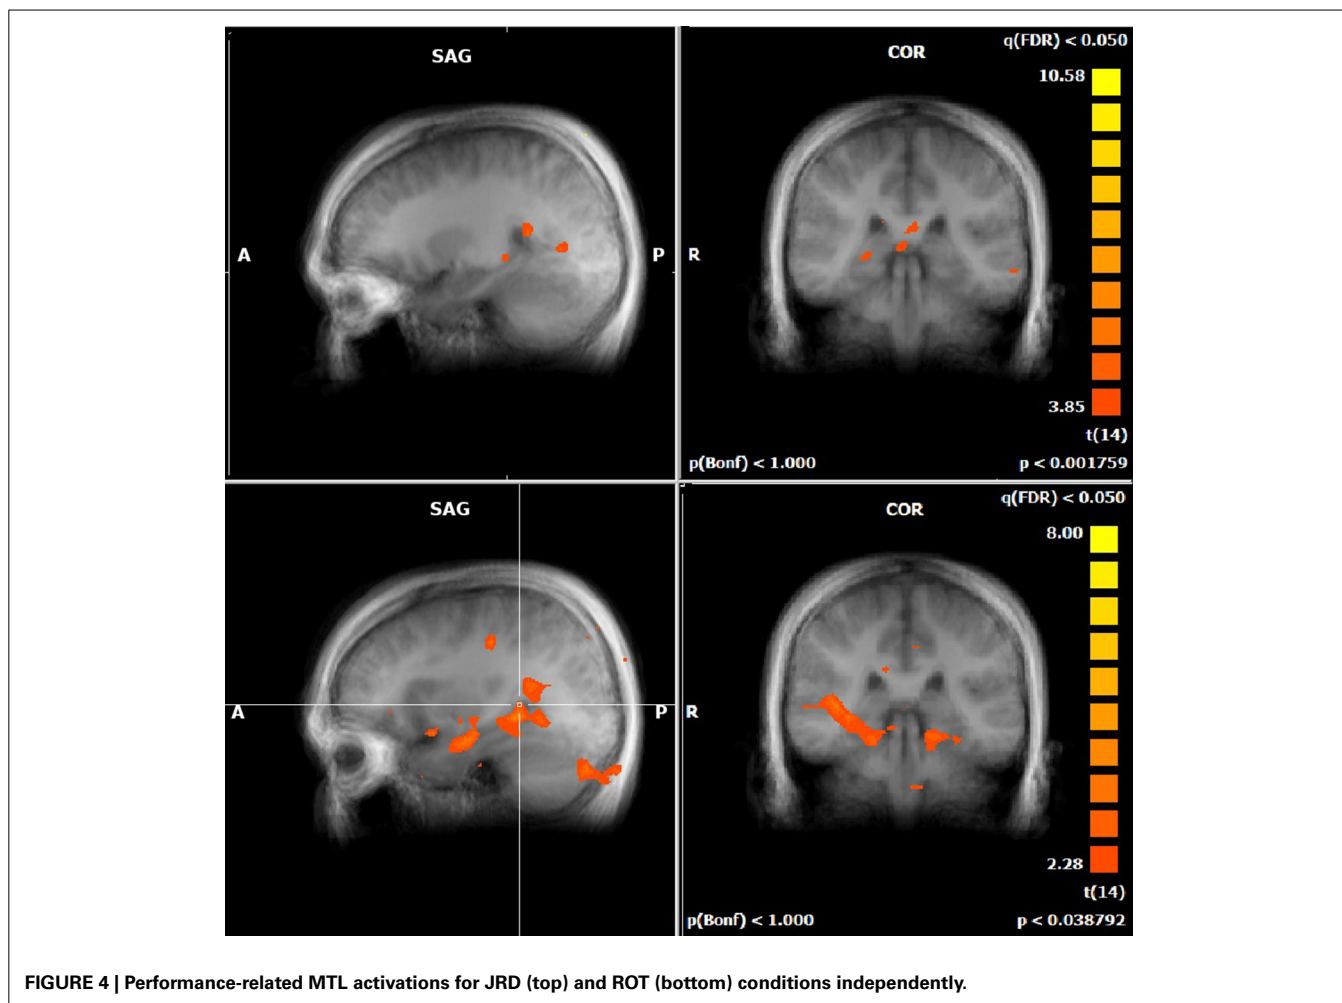 SAG
A
P
COR
q(FDR) < 0.050
10.58
R
3.85
t(14)
p(Bonf) < 1.000
p < 0.001759
SAG
A
P
COR
q(FDR) < 0.050
8.00
R
2.28
t(14)
p(Bonf) < 1.000
p < 0.038792
FIGURE 4 | Performance-related MTL activations for JRD (top) and ROT (bottom) conditions independently.